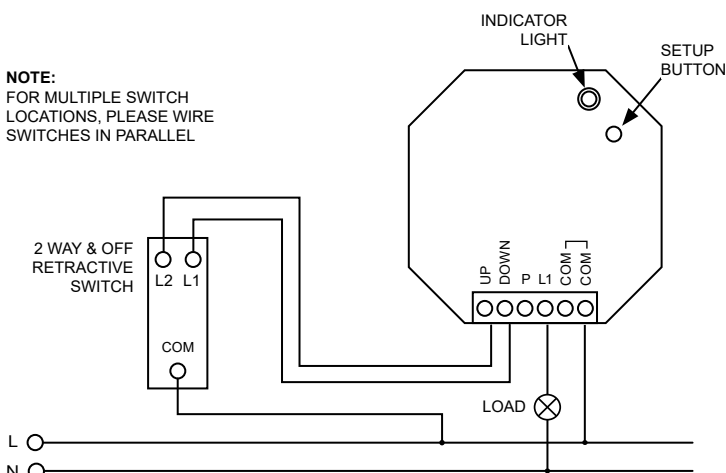 INDICATOR
LIGHT
SETUP
BUTTON
NOTE:
FOR MULTIPLE SWITCH
LOCATIONS, PLEASE WIRE
SWITCHES IN PARALLEL
2 WAY & OFF
RETRACTIVE
SWITCH
L2 L1
COM
UP DOWN P L1 COM COM
LOAD
L
N